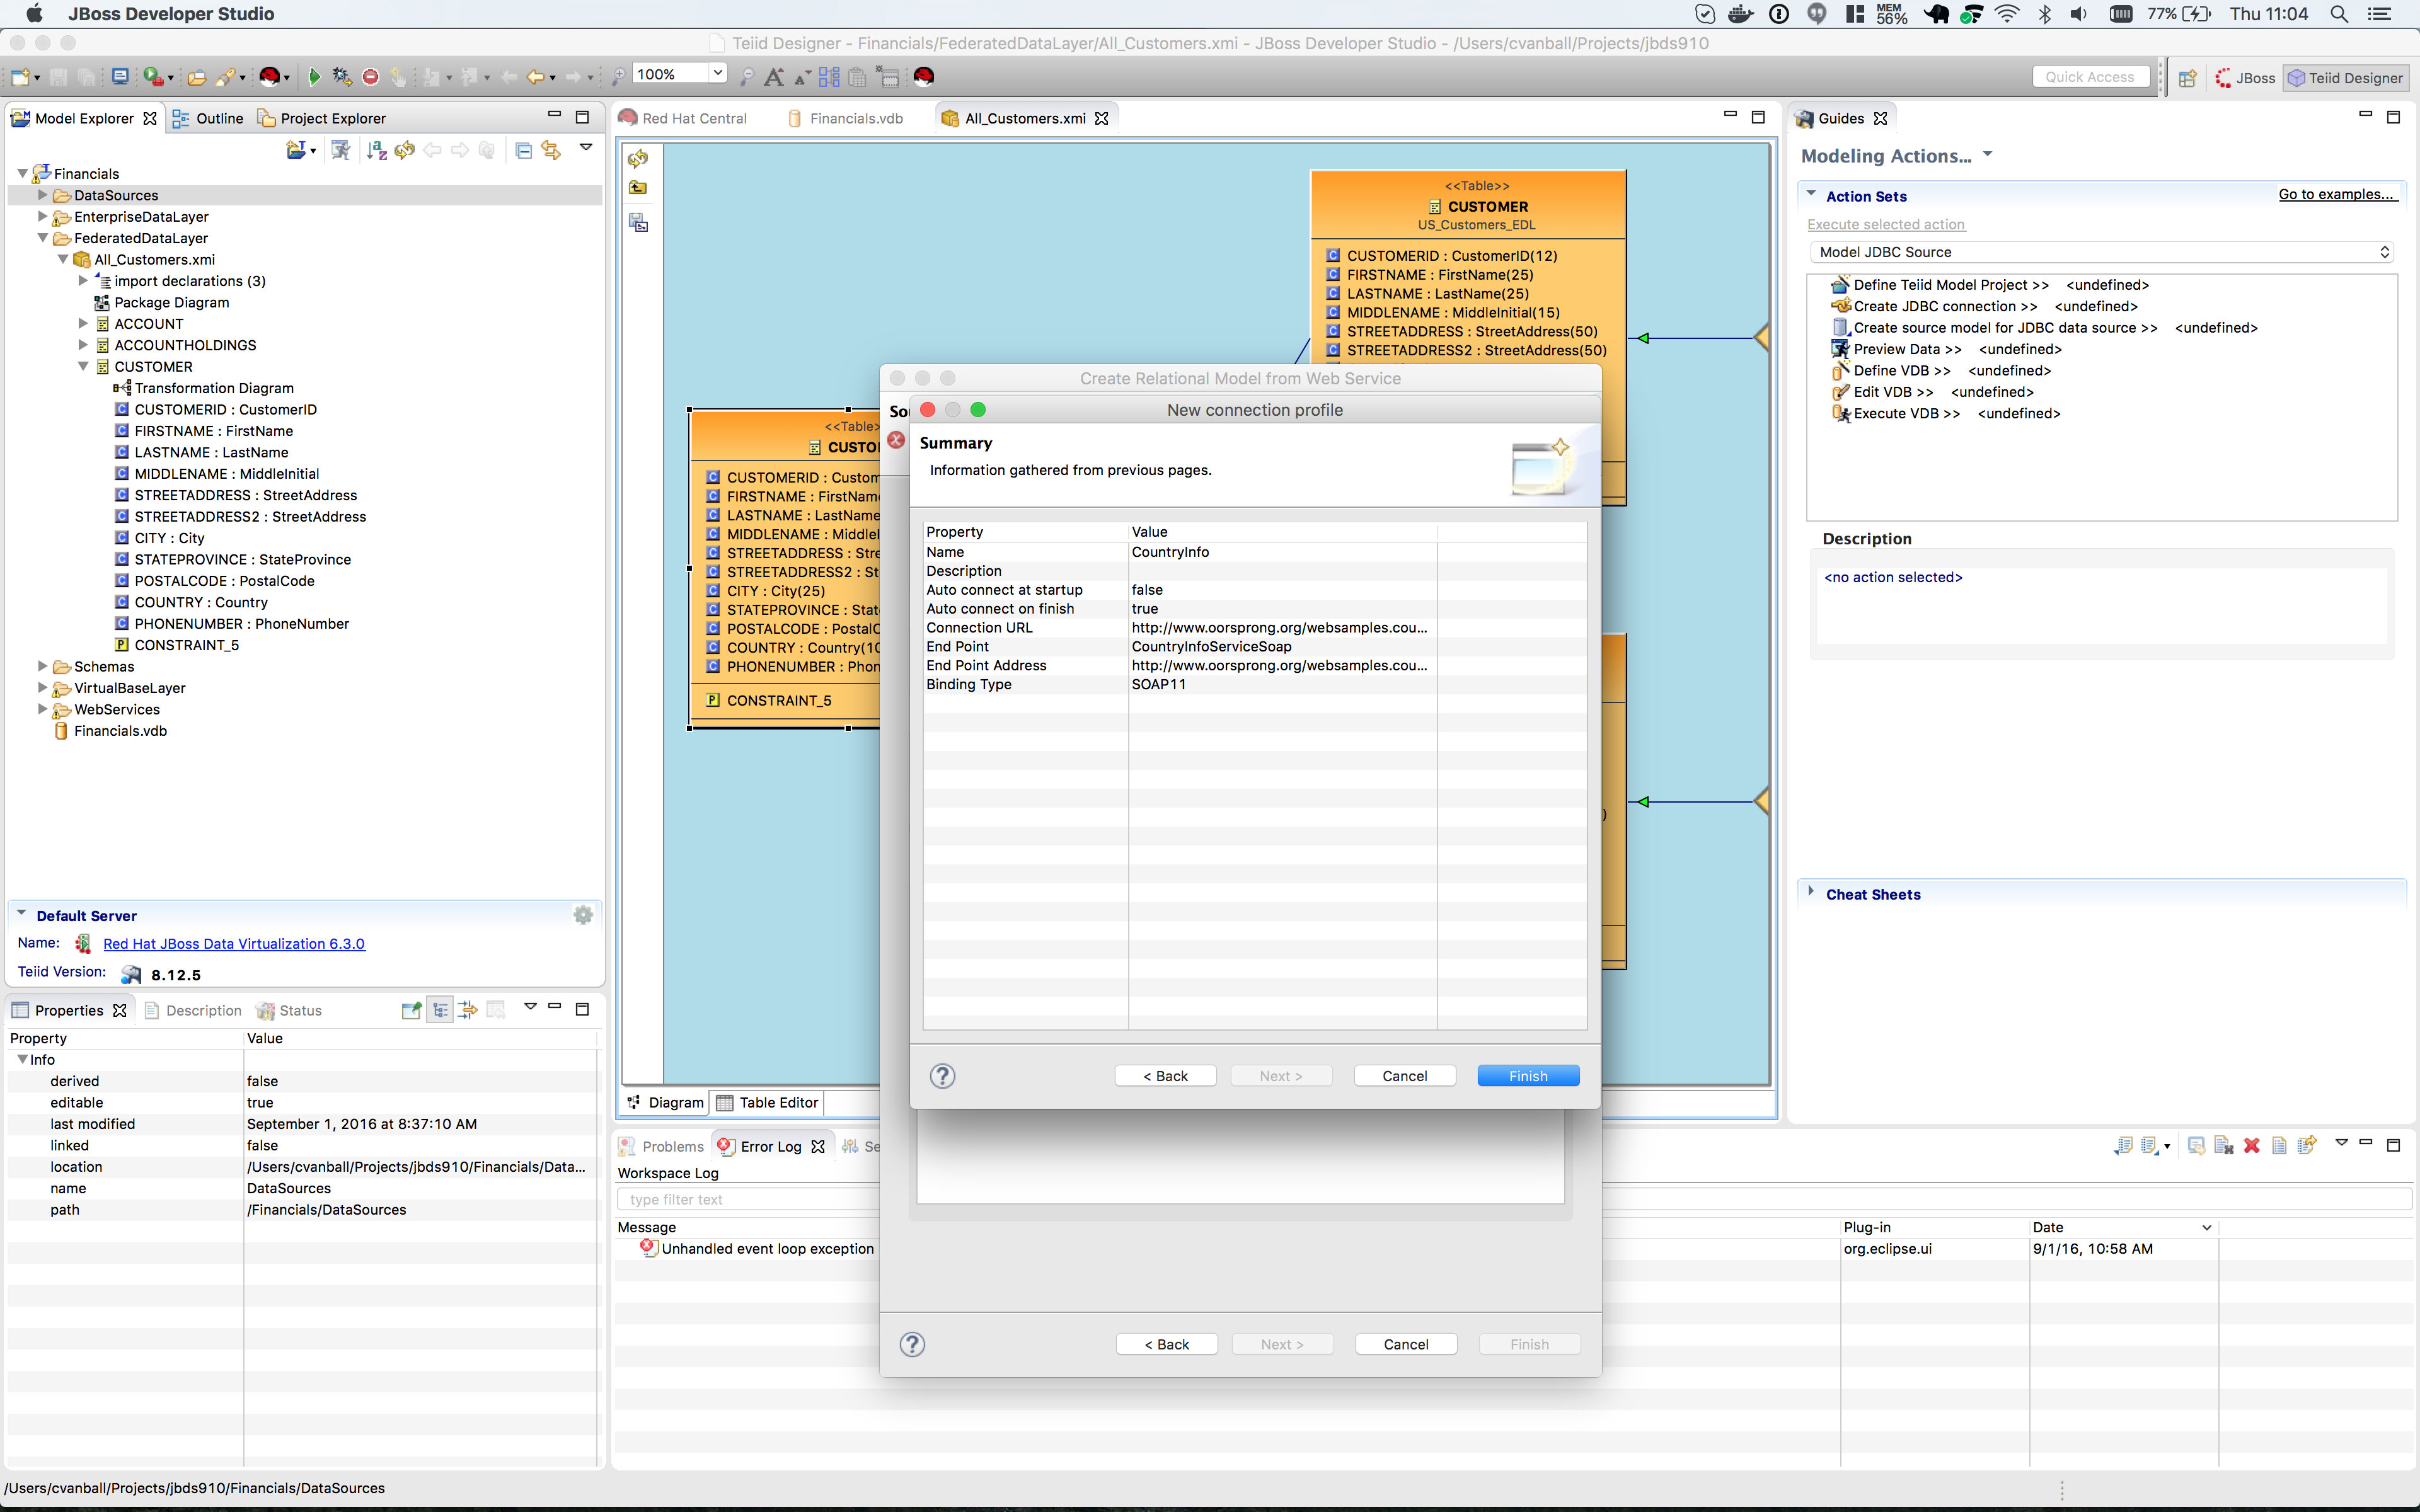 JBoss Developer Studio
MEM
56%
77%
Thu 11:04
Teiid Designer - Financials/FederatedDataLayer/All_Customers.xmi - JBoss Developer Studio - /Users/cvanball/Projects/jbds910
100%
Quick Access
JBoss
Teiid Designer
Model Explorer
Outline
Project Explorer
Financials
DataSources
EnterpriseDataLayer
FederatedDataLayer
All_Customers.xmi
import declarations (3)
Package Diagram
ACCOUNT
ACCOUNTHOLDINGS
CUSTOMER
Transformation Diagram
CUSTOMERID : CustomerID
FIRSTNAME : FirstName
LASTNAME : LastName
MIDDLENAME : MiddleInitial
STREETADDRESS : StreetAddress
STREETADDRESS2 : StreetAddress
CITY : City
STATEPROVINCE : StateProvince
POSTALCODE : PostalCode
COUNTRY : Country
PHONENUMBER : PhoneNumber
CONSTRAINT_5
Schemas
VirtualBaseLayer
WebServices
Financials.vdb
Default Server
Name: Red Hat JBoss Data Virtualization 6.3.0
Teiid Version: 8.12.5
Properties
Description
Status
Property Value
Info
derived false
editable true
last modified September 1, 2016 at 8:37:10 AM
linked false
location /Users/cvanball/Projects/jbds910/Financials/Data...
name DataSources
path /Financials/DataSources
Red Hat Central
Financials.vdb
All_Customers.xmi
<<Table>>
CUSTOMER
US_Customers_EDL
CUSTOMERID : CustomerID(12)
FIRSTNAME : FirstName(25)
LASTNAME : LastName(25)
MIDDLENAME : MiddleInitial(15)
STREETADDRESS : StreetAddress(50)
STREETADDRESS2 : StreetAddress(50)
<<Table>
CUSTO
CUSTOMERID : Custom
FIRSTNAME : FirstNam
LASTNAME : LastName
MIDDLENAME : Middle
STREETADDRESS : Stre
STREETADDRESS2 : St
CITY : City(25)
STATEPROVINCE : Stat
POSTALCODE : PostalC
COUNTRY : Country(10
PHONENUMBER : Phon
CONSTRAINT_5
)
Create Relational Model from Web Service
So
New connection profile
Summary
Information gathered from previous pages.
Property Value
Name CountryInfo
Description
Auto connect at startup false
Auto connect on finish true
Connection URL http://www.oorsprong.org/websamples.cou...
End Point CountryInfoServiceSoap
End Point Address http://www.oorsprong.org/websamples.cou...
Binding Type SOAP11
? < Back Next > Cancel Finish
? < Back Next > Cancel Finish
Diagram
Table Editor
Problems
Error Log
Se
Workspace Log
type filter text
Message Plug-in Date
Unhandled event loop exception org.eclipse.ui 9/1/16, 10:58 AM
Guides
Modeling Actions...
Action Sets
Go to examples...
Execute selected action
Model JDBC Source
Define Teiid Model Project >> <undefined>
Create JDBC connection >> <undefined>
Create source model for JDBC data source >> <undefined>
Preview Data >> <undefined>
Define VDB >> <undefined>
Edit VDB >> <undefined>
Execute VDB >> <undefined>
Description
<no action selected>
Cheat Sheets
/Users/cvanball/Projects/jbds910/Financials/DataSources